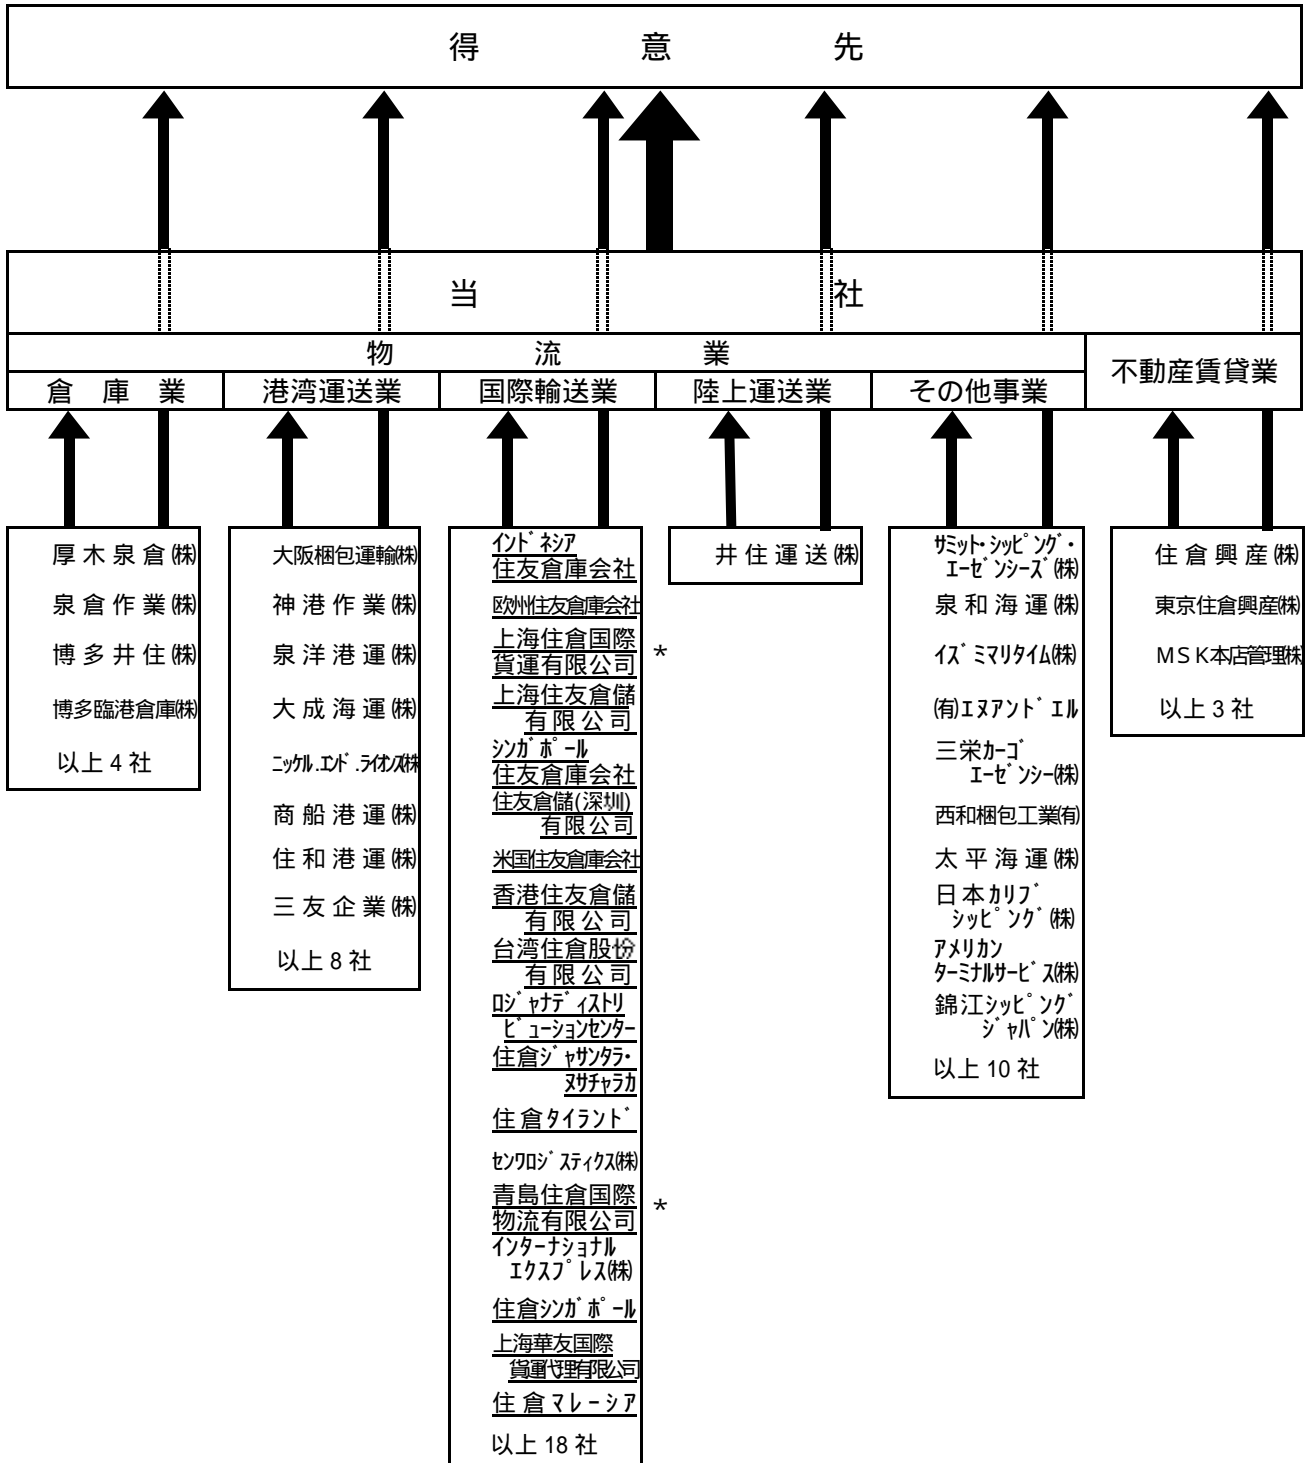 得意先
当社
物流業
不動産賃貸業
倉庫業
港湾運送業
国際輸送業
陸上運送業
その他事業
厚木泉倉㈱
泉倉作業㈱
博多井住㈱
博多臨港倉庫㈱
以上4社
大阪梱包運輸㈱
神港作業㈱
泉洋港運㈱
大成海運㈱
ﾆｯｹﾙ.ｴﾝﾄﾞ.ﾗｲｵﾝｽﾞ㈱
商船港運㈱
住和港運㈱
三友企業㈱
以上8社
ｲﾝﾄﾞﾈｼｱ
住友倉庫会社
欧州住友倉庫会社
上海住倉国際
貨運有限公司
*
上海住友倉儲
有限公司
ｼﾝｶﾞﾎﾟｰﾙ
住友倉庫会社
住友倉儲(深圳)
有限公司
米国住友倉庫会社
香港住友倉儲
有限公司
台湾住倉股份
有限公司
ﾛｼﾞｬﾅﾃﾞｨｽﾄﾘ
ﾋﾞｭｰｼｮﾝｾﾝﾀｰ
住倉ｼﾞｬｻﾝﾀﾗ･
ﾇｻﾁｬﾗｶ
住倉ﾀｲﾗﾝﾄﾞ
ｾﾝﾜﾛｼﾞｽﾃｨｸｽ㈱
青島住倉国際
物流有限公司
*
ｲﾝﾀｰﾅｼｮﾅﾙ
ｴｸｽﾌﾟﾚｽ㈱
住倉ｼﾝｶﾞﾎﾟｰﾙ
上海華友国際
貨運代理有限公司
住倉ﾏﾚｰｼｱ
以上18社
井住運送㈱
ｻﾐｯﾄ･ｼｯﾋﾟﾝｸﾞ･
ｴｰｾﾞﾝｼｰｽﾞ㈱
泉和海運㈱
ｲｽﾞﾐﾏﾘﾀｲﾑ㈱
㈲ｴﾇｱﾝﾄﾞｴﾙ
三栄ｶｰｺﾞ
ｴｰｾﾞﾝｼｰ㈱
西和梱包工業㈲
太平海運㈱
日本ｶﾘﾌﾞ
ｼｯﾋﾟﾝｸﾞ㈱
ｱﾒﾘｶﾝ
ﾀｰﾐﾅﾙｻｰﾋﾞｽ㈱
錦江ｼｯﾋﾟﾝｸﾞ
ｼﾞｬﾊﾟﾝ㈱
以上10社
住倉興産㈱
東京住倉興産㈱
MSK本店管理㈱
以上3社